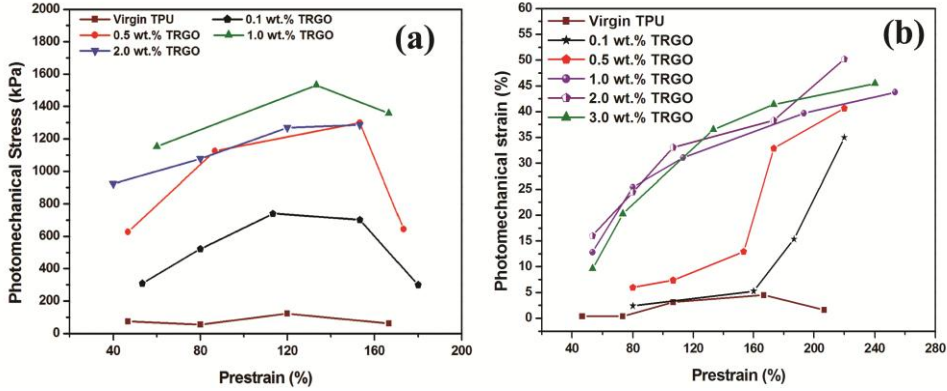 (a)
Virgin TPU
0.1 wt.% TRGO
0.5 wt.% TRGO
1.0 wt.% TRGO
2.0 wt.% TRGO
Photomechanical Stress (kPa)
2000
1800
1600
1400
1200
1000
800
600
400
200
0
40 80 120 160 200
Prestrain (%)
(b)
Virgin TPU
0.1 wt.% TRGO
0.5 wt.% TRGO
1.0 wt.% TRGO
2.0 wt.% TRGO
3.0 wt.% TRGO
Photomechanical strain (%)
60
55
50
45
40
35
30
25
20
15
10
5
0
40 80 120 160 200 240 280
Prestrain (%)